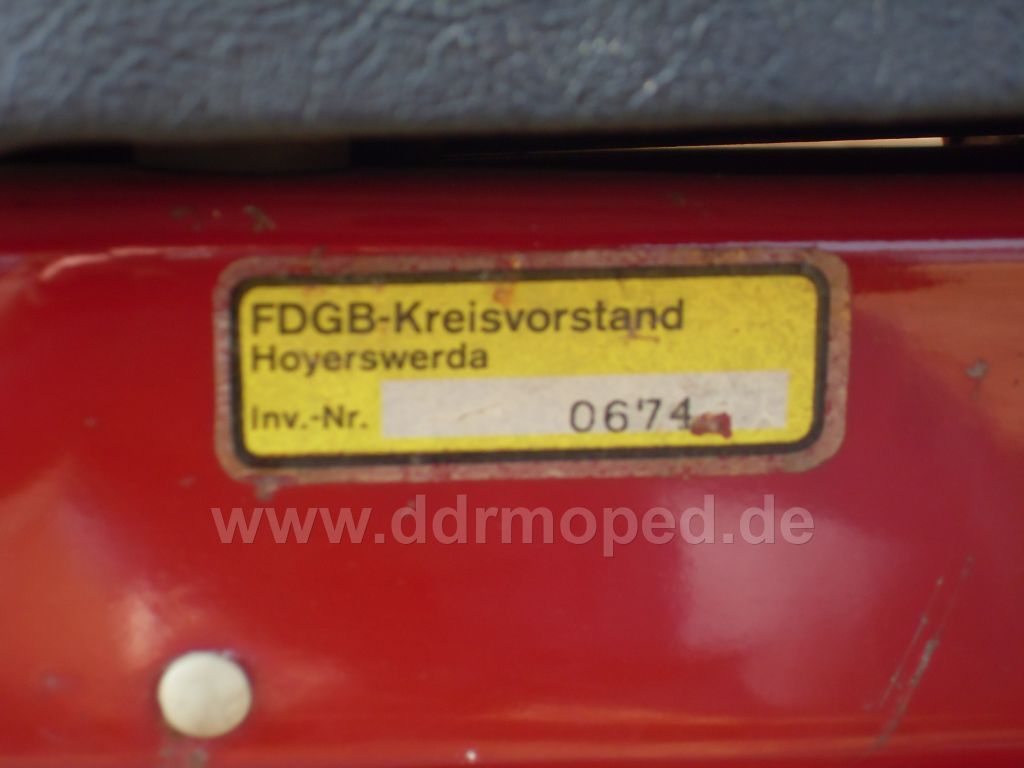 FDGB-Kreisvorstand
Hoyerswerda
Inv.-Nr. 0674
www.ddrmoped.de